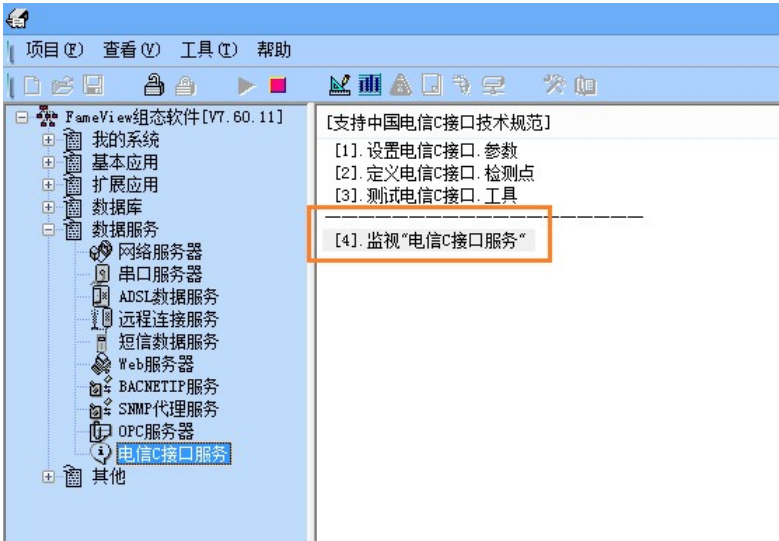 项目(P) 查看(V) 工具(T) 帮助
FameView组态软件[V7.60.11]
我的系统
基本应用
扩展应用
数据库
数据服务
网络服务器
串口服务器
ADSL数据服务
远程连接服务
短信数据服务
Web服务器
BACNETIP服务
SNMP代理服务
OPC服务器
电信C接口服务
其他
[支持中国电信C接口技术规范]
[1].设置电信C接口.参数
[2].定义电信C接口.检测点
[3].测试电信C接口.工具
[4].监视"电信C接口服务"